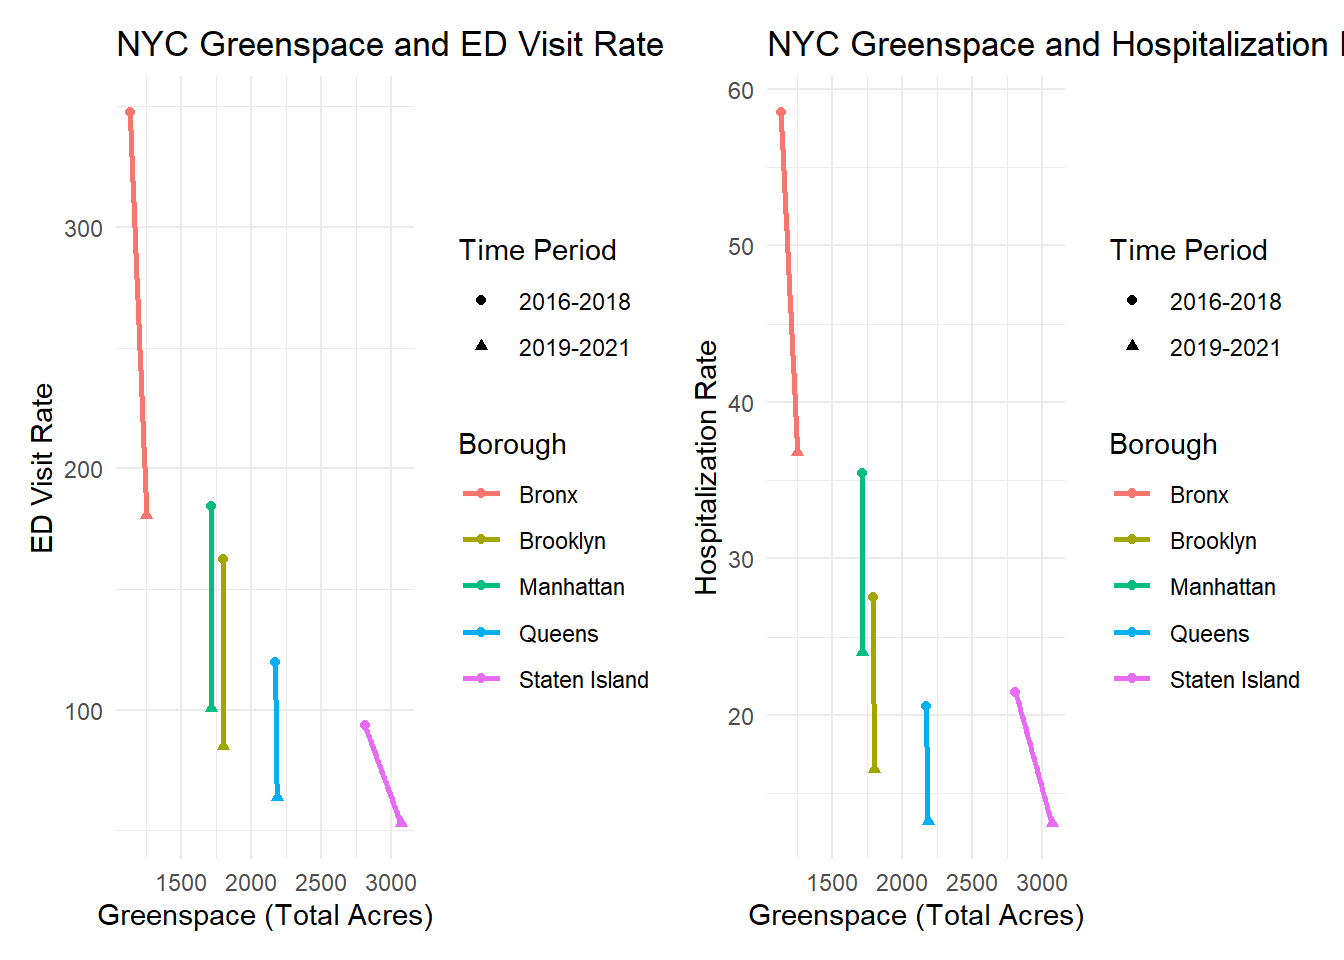 NYC Greenspace and ED Visit Rate
300
200
100
ED Visit Rate
1500 2000 2500 3000
Greenspace (Total Acres)
Time Period
2016-2018
2019-2021
Borough
Bronx
Brooklyn
Manhattan
Queens
Staten Island
NYC Greenspace and Hospitalization
60
50
40
30
20
Hospitalization Rate
1500 2000 2500 3000
Greenspace (Total Acres)
Time Period
2016-2018
2019-2021
Borough
Bronx
Brooklyn
Manhattan
Queens
Staten Island